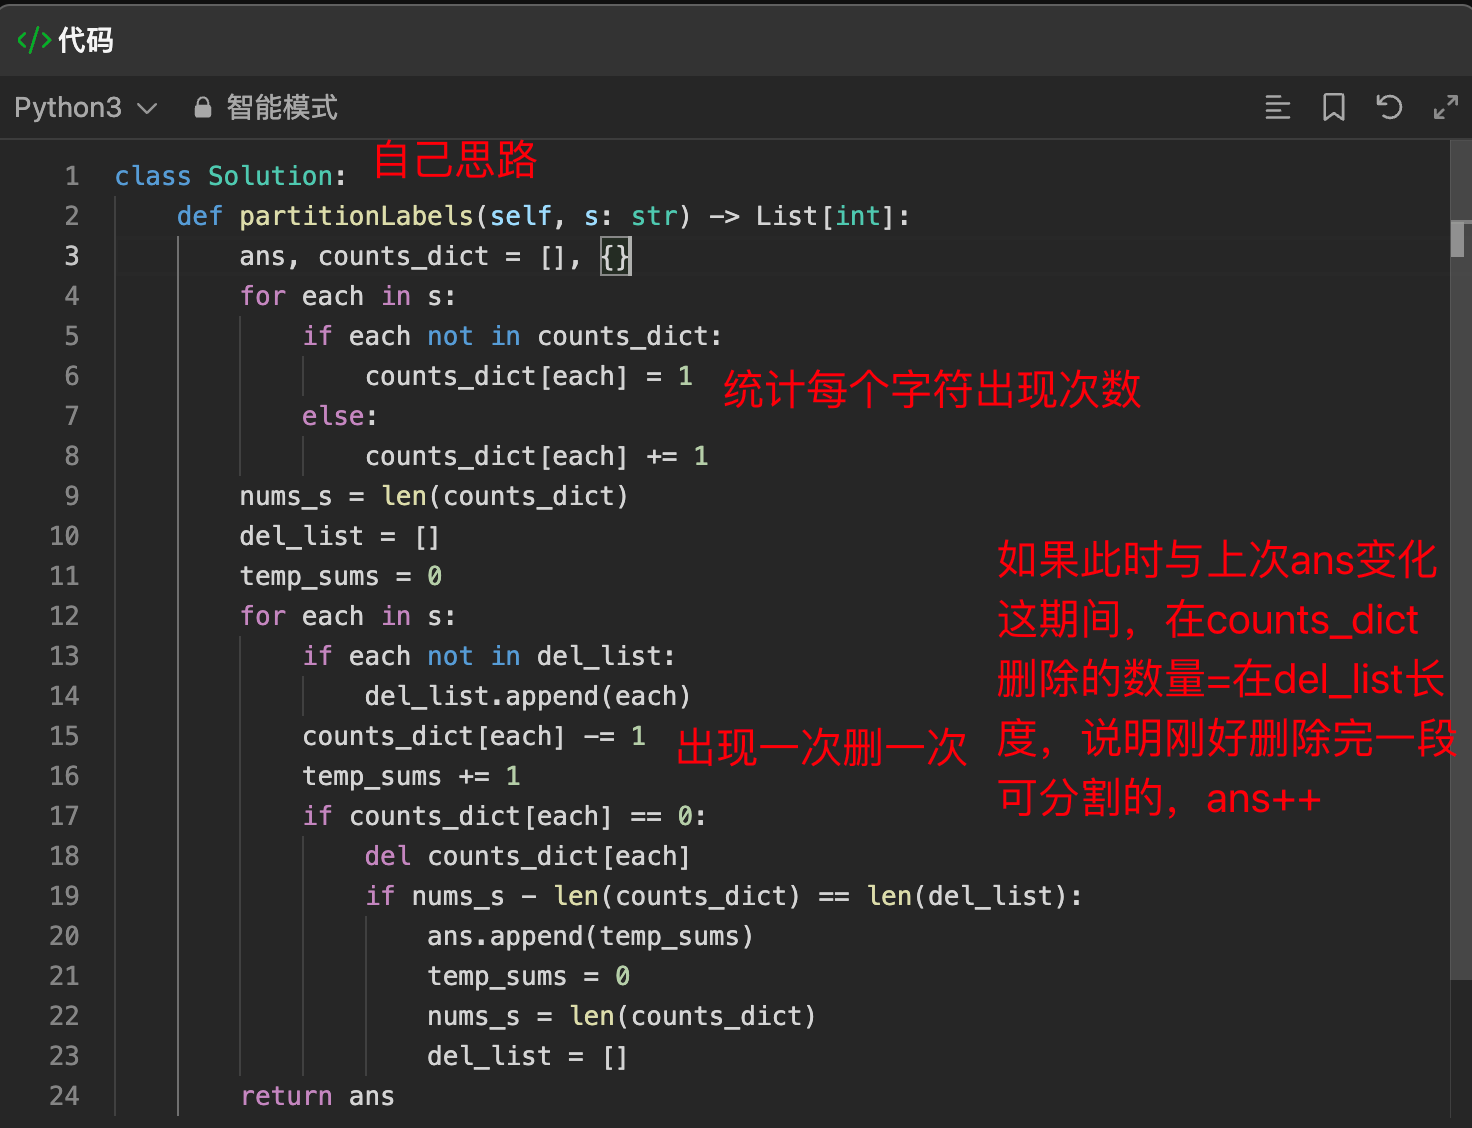 </> 代码
Python3 智能模式
自己思路
1 class Solution:
2     def partitionLabels(self, s: str) -> List[int]:
3         ans, counts_dict = [], {}
4         for each in s:
5             if each not in counts_dict:
6                 counts_dict[each] = 1
统计每个字符出现次数
7             else:
8                 counts_dict[each] += 1
9         nums_s = len(counts_dict)
10         del_list = []
11         temp_sums = 0
12         for each in s:
13             if each not in del_list:
14                 del_list.append(each)
15             counts_dict[each] -= 1
出现一次删一次
如果此时与上次ans变化
这期间，在counts_dict
删除的数量=在del_list长
度，说明刚好删除完一段
可分割的，ans++
16             temp_sums += 1
17             if counts_dict[each] == 0:
18                 del counts_dict[each]
19                 if nums_s - len(counts_dict) == len(del_list):
20                     ans.append(temp_sums)
21                     temp_sums = 0
22                     nums_s = len(counts_dict)
23                     del_list = []
24         return ans